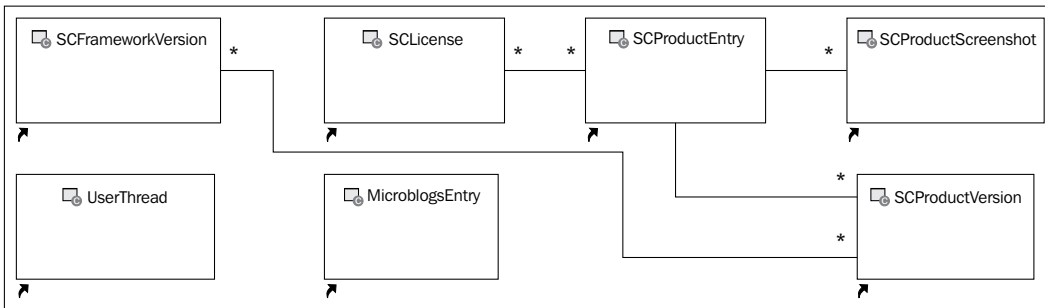 SCFrameworkVersion
SCLicense
SCProductEntry
SCProductScreenshot
* * * *
UserThread
MicroblogsEntry
SCProductVersion
*
*